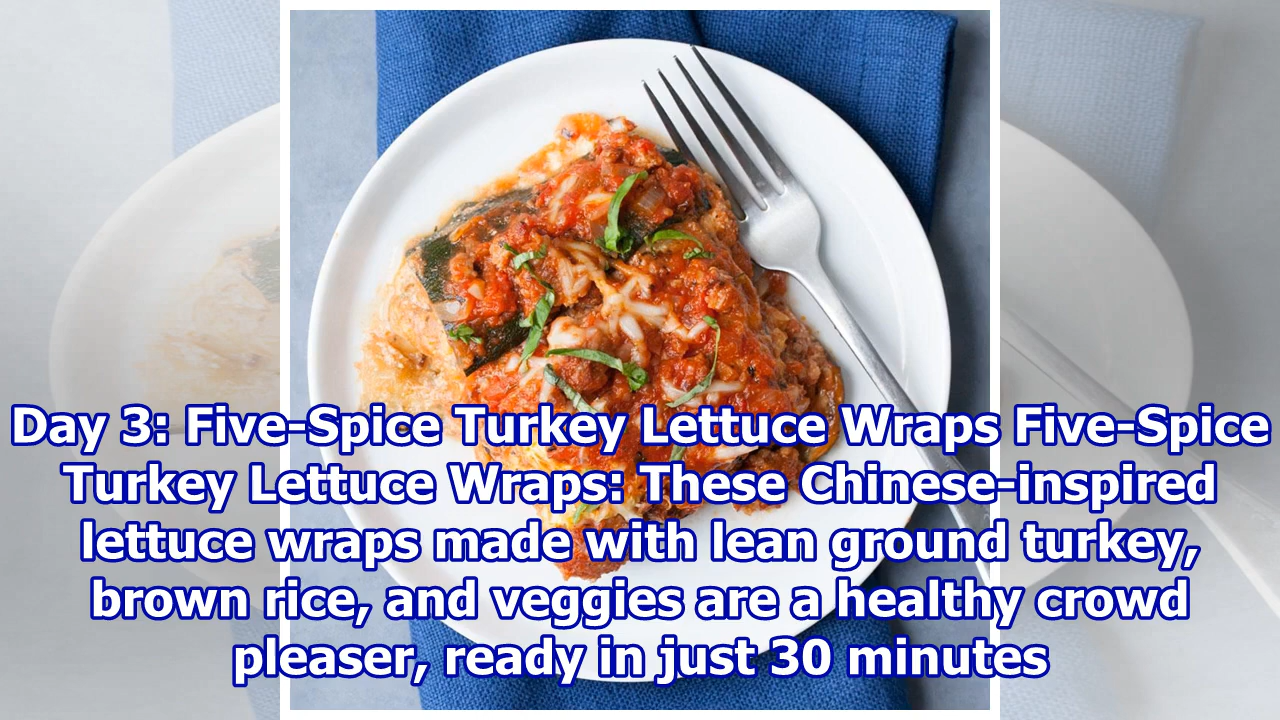 Day 3: Five-Spice Turkey Lettuce Wraps Five-Spice
Turkey Lettuce Wraps: These Chinese-inspired
lettuce wraps made with lean ground turkey,
brown rice, and veggies are a healthy crowd
pleaser, ready in just 30 minutes